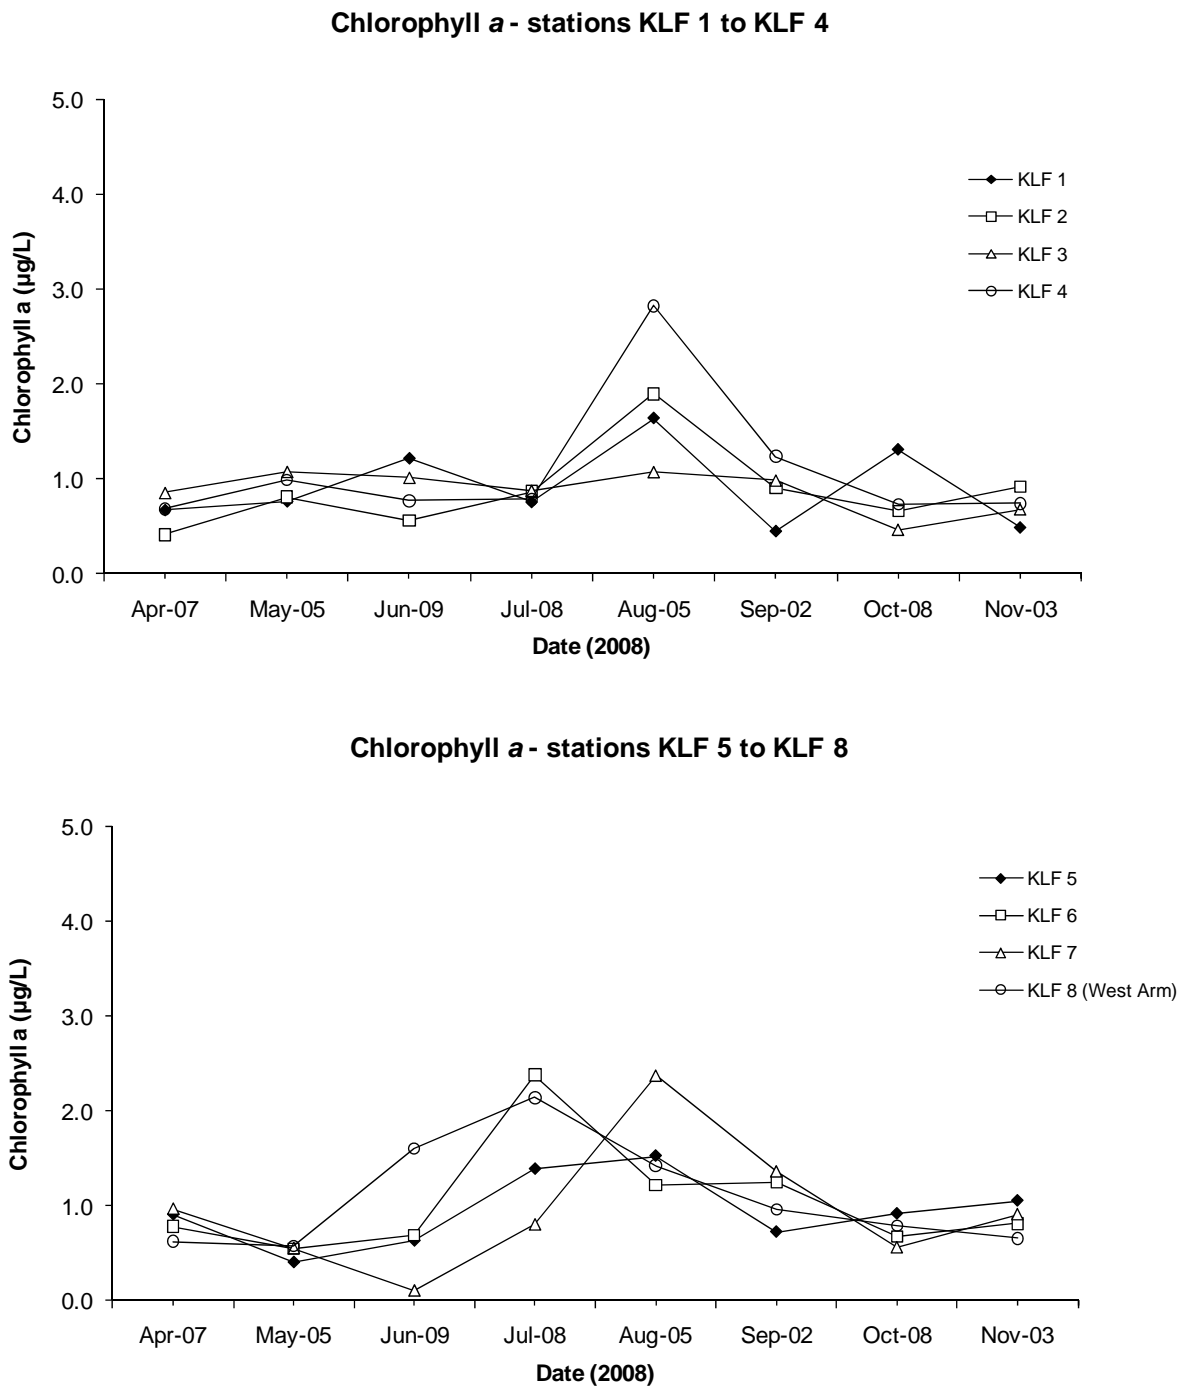 Chlorophyll a - stations KLF 1 to KLF 4
5.0
4.0
3.0
2.0
1.0
0.0
Chlorophyll a (µg/L)
KLF 1
KLF 2
KLF 3
KLF 4
Apr-07 May-05 Jun-09 Jul-08 Aug-05 Sep-02 Oct-08 Nov-03
Date (2008)
Chlorophyll a - stations KLF 5 to KLF 8
5.0
4.0
3.0
2.0
1.0
0.0
Chlorophyll a (µg/L)
KLF 5
KLF 6
KLF 7
KLF 8 (West Arm)
Apr-07 May-05 Jun-09 Jul-08 Aug-05 Sep-02 Oct-08 Nov-03
Date (2008)